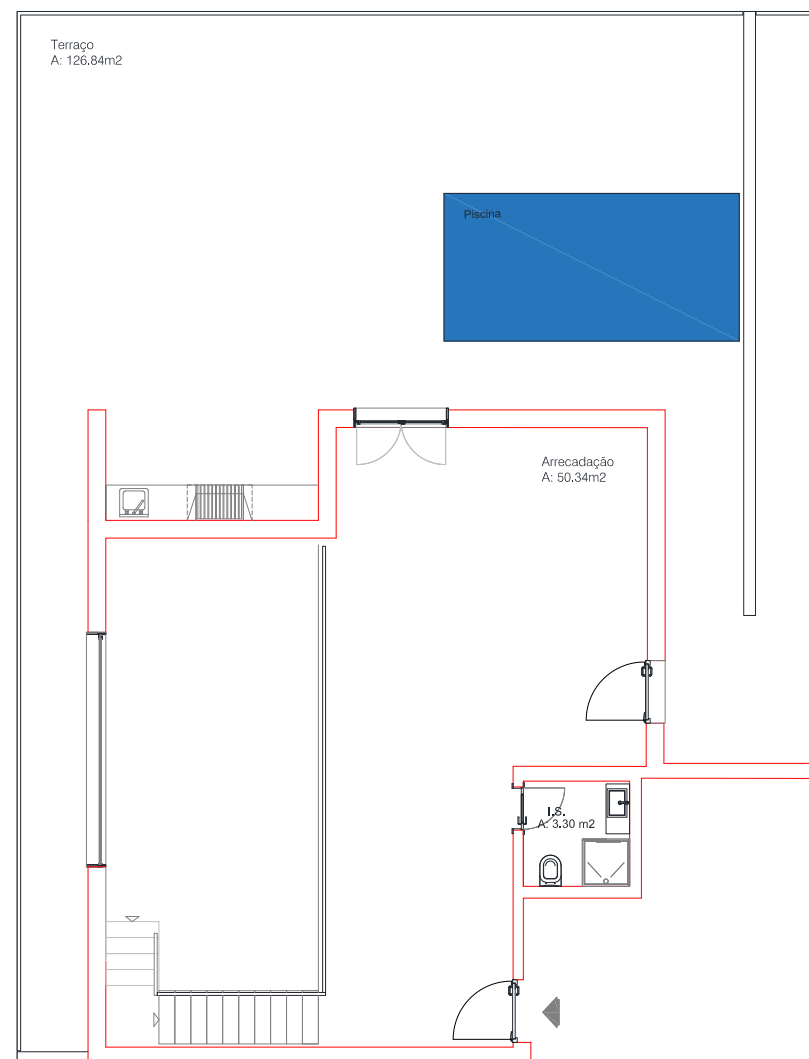 Terraço
A: 126.84m2
Piscina
Arrecadação
A: 50.34m2
I.S.
A: 3.30 m2